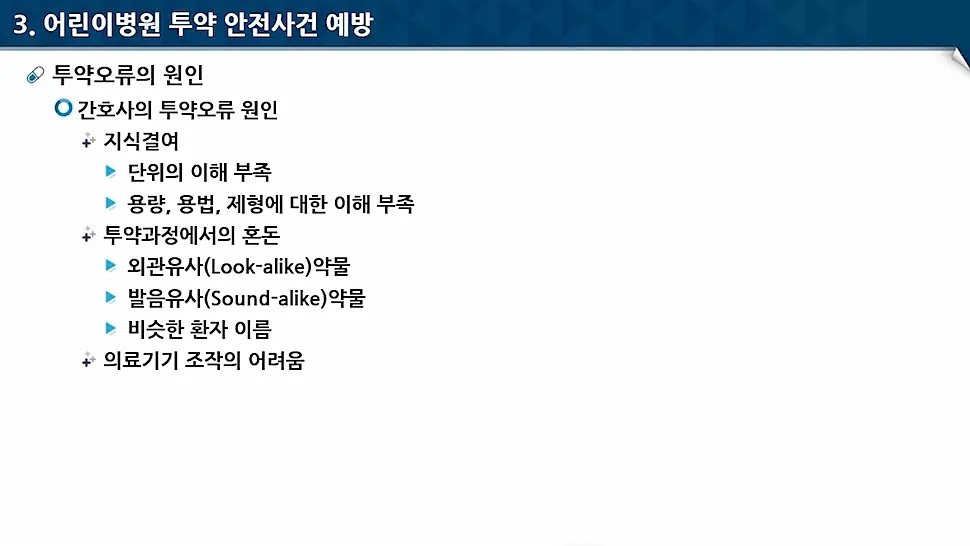 3. 어린이병원 투약 안전사건 예방
투약오류의 원인
간호사의 투약오류 원인
지식결여
단위의 이해 부족
용량, 용법, 제형에 대한 이해 부족
투약과정에서의 혼돈
외관유사(Look-alike)약물
발음유사(Sound-alike)약물
비슷한 환자 이름
의료기기 조작의 어려움